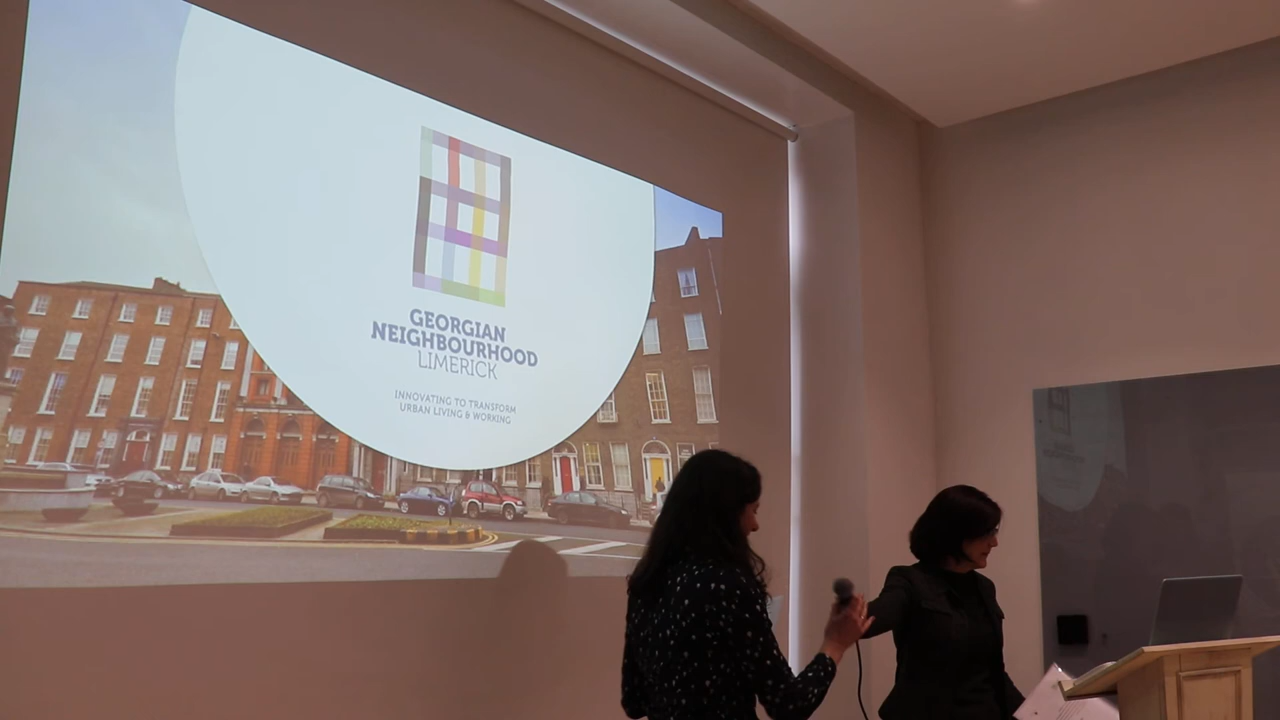 GEORGIAN
NEIGHBOURHOOD
LIMERICK
INNOVATING TO TRANSFORM
URBAN LIVING & WORKING